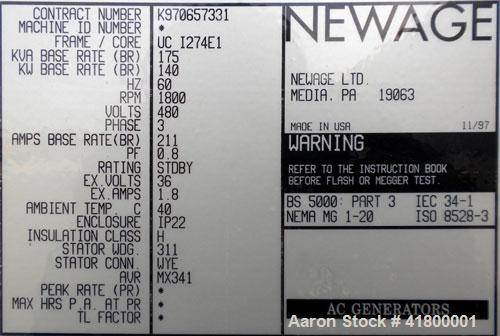 CONTRACT NUMBER K970657331
MACHINE ID NUMBER *
FRAME / CORE UC I274E1
KVA BASE RATE (BR) 175
KW BASE RATE (BR) 140
HZ 60
RPM 1800
VOLTS 480
PHASE 3
AMPS BASE RATE(BR) 211
PF 0.8
RATING STDBY
EX.VOLTS 36
EX.AMPS 1.8
AMBIENT TEMP. C 40
ENCLOSURE IP22
INSULATION CLASS H
STATOR WDG. 311
STATOR CONN. WYE
AVR MX341
PEAK RATE (PR) *
MAX HRS P.A. AT PR *
TL FACTOR *
NEWAGE
NEWAGE LTD.
MEDIA, PA 19063
MADE IN USA 11/97
WARNING
REFER TO THE INSTRUCTION BOOK
BEFORE FLASH OR MEGGER TEST.
BS 5000: PART 3 IEC 34-1
NEMA MG 1-20 ISO 8528-3
AC GENERATORS
Aaron Stock # 41800001